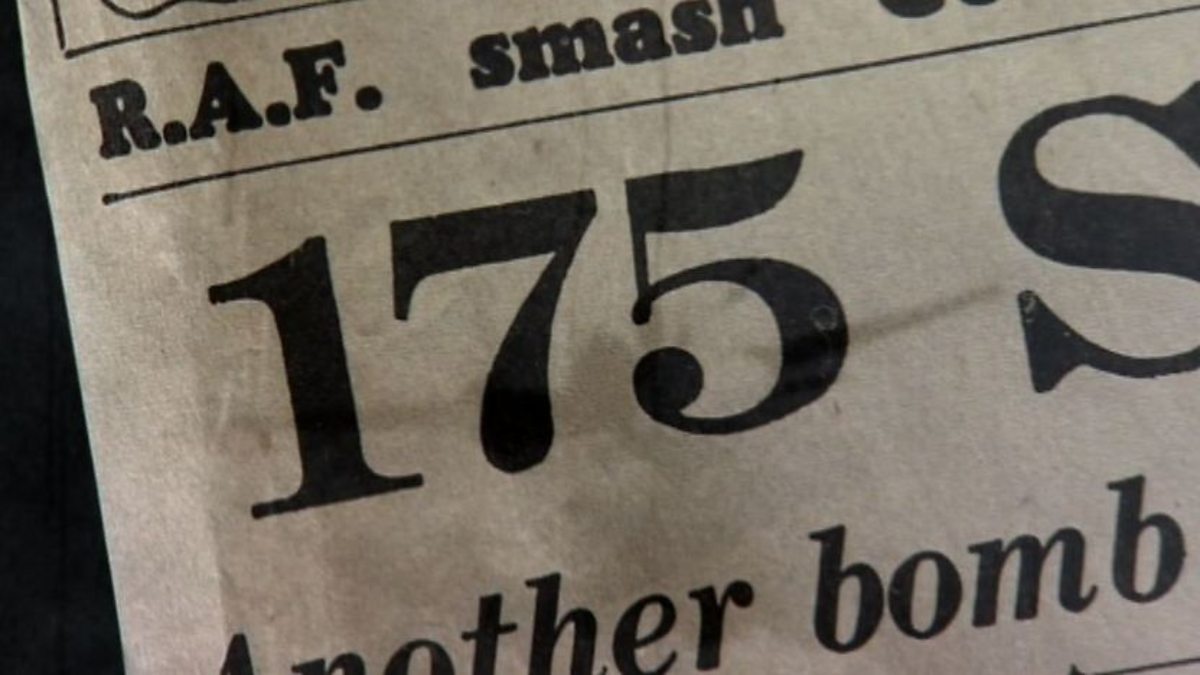 R.A.F. smash
175 S
Another bomb